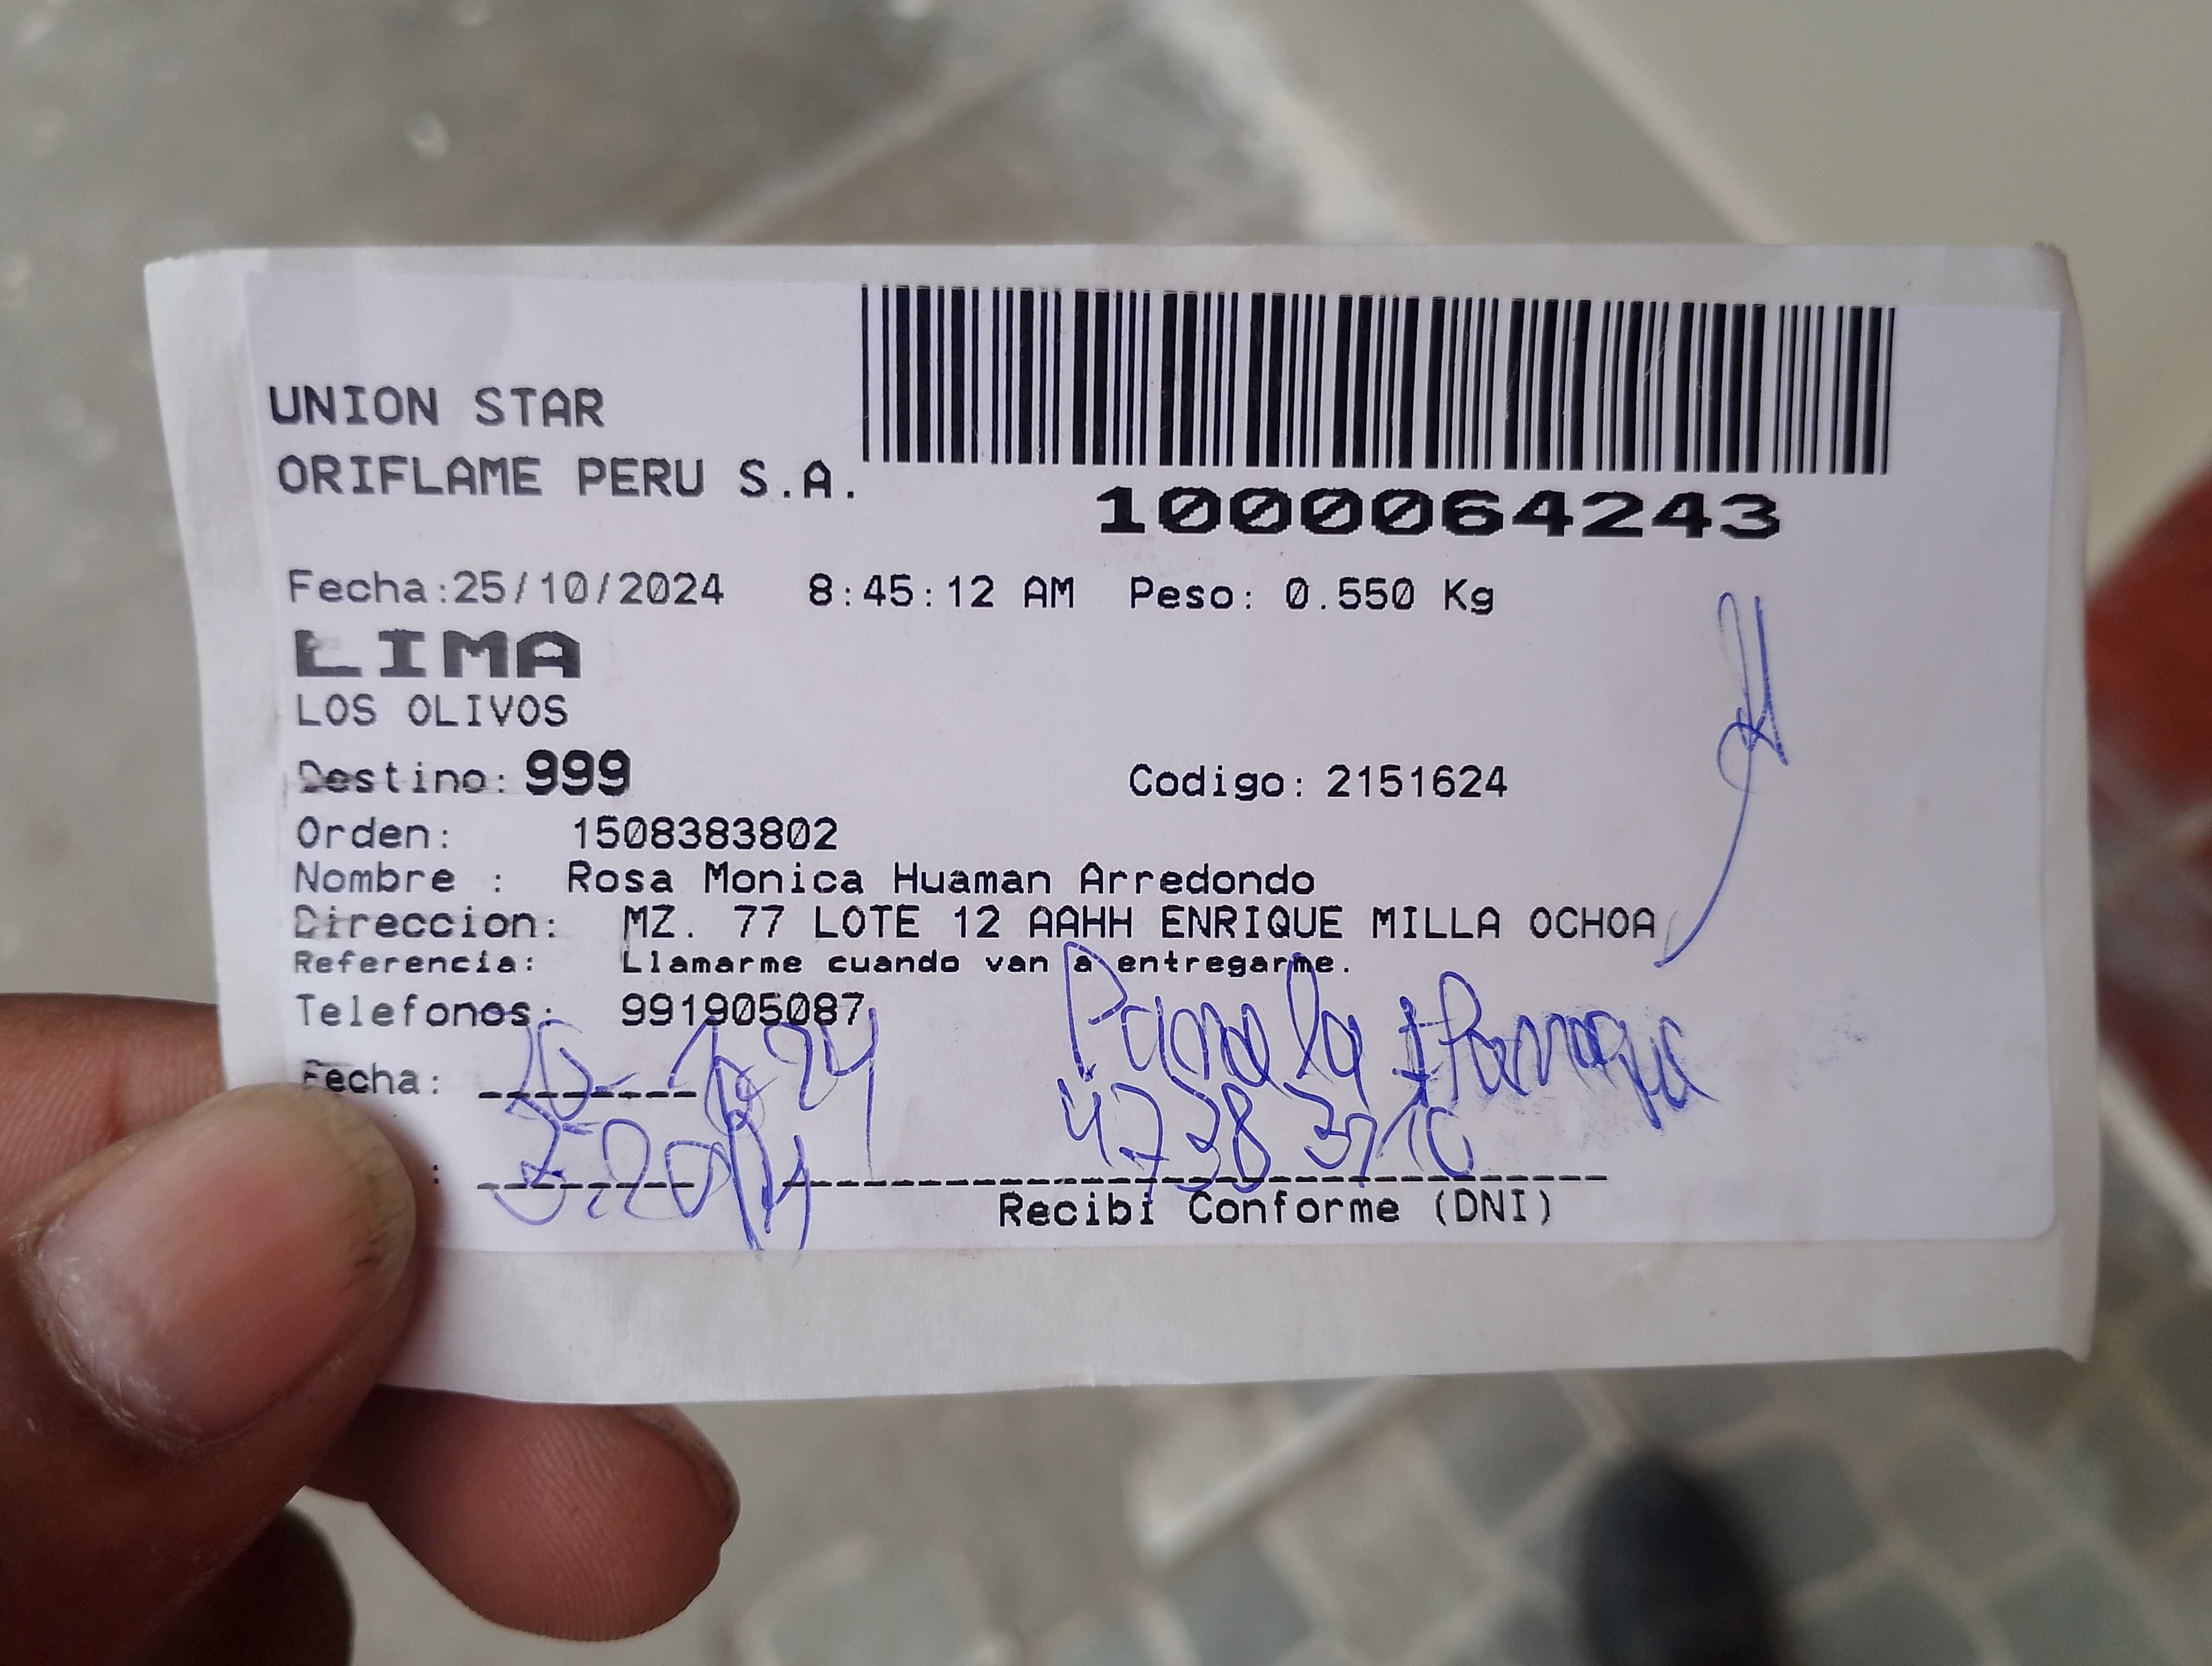 UNION STAR
ORIFLAME PERU S.A.
1000064243
Fecha:25/10/2024 8:45:12 AM Peso: 0.550 Kg
LIMA
LOS OLIVOS
Destino: 999 Codigo: 2151624
Orden: 1508383802
Nombre : Rosa Monica Huaman Arredondo
Direccion: MZ. 77 LOTE 12 AAHH ENRIQUE MILLA OCHOA
Referencia: Llamarme cuando van a entregarme.
Telefonos: 991905087
Pamela
Fecha:
Recibi Conforme (DNI)